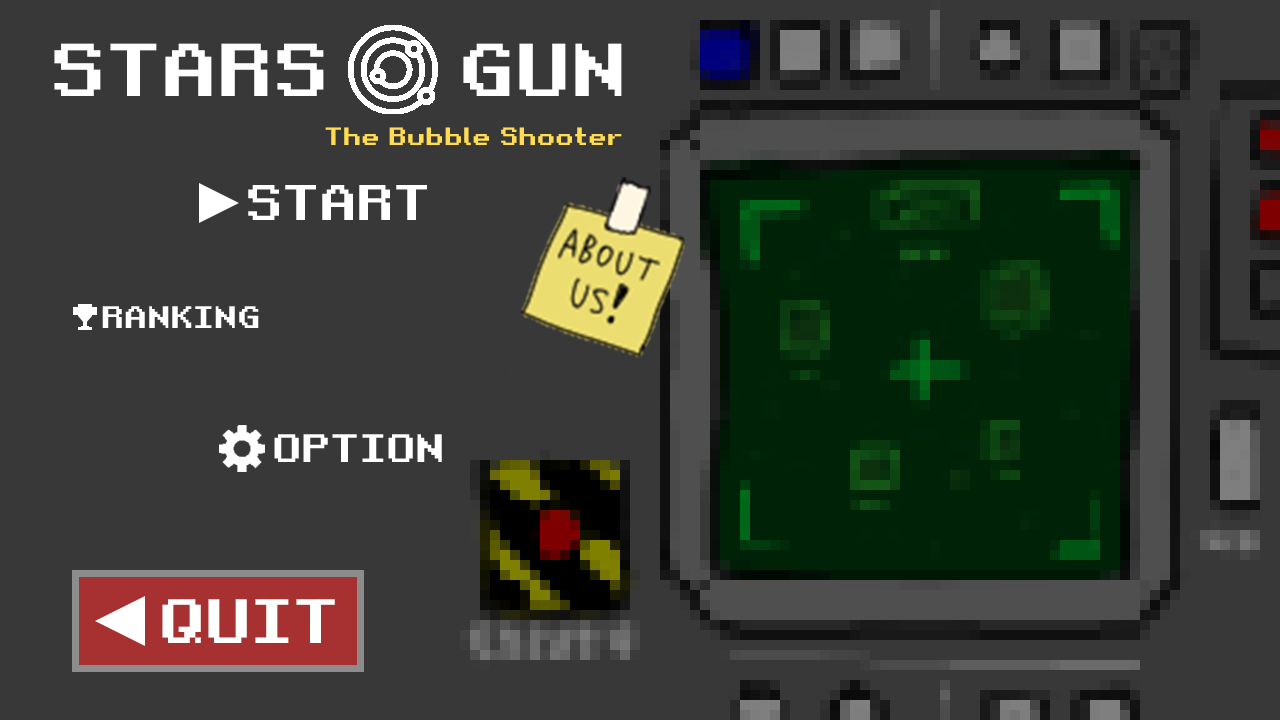 STARS GUN
The Bubble Shooter
START
ABOUT
US!
RANKING
OPTION
QUIT